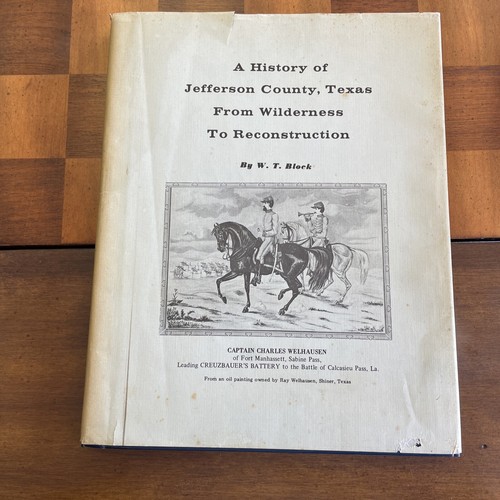 A History of
Jefferson County, Texas
From Wilderness
To Reconstruction
By W. T. Block
CAPTAIN CHARLES WELHAUSEN
of Fort Manhassett, Sabine Pass,
Leading CREUZBAUER'S BATTERY to the Battle of Calcasieu Pass, La.
From an oil painting owned by Ray Welhausen, Shiner, Texas